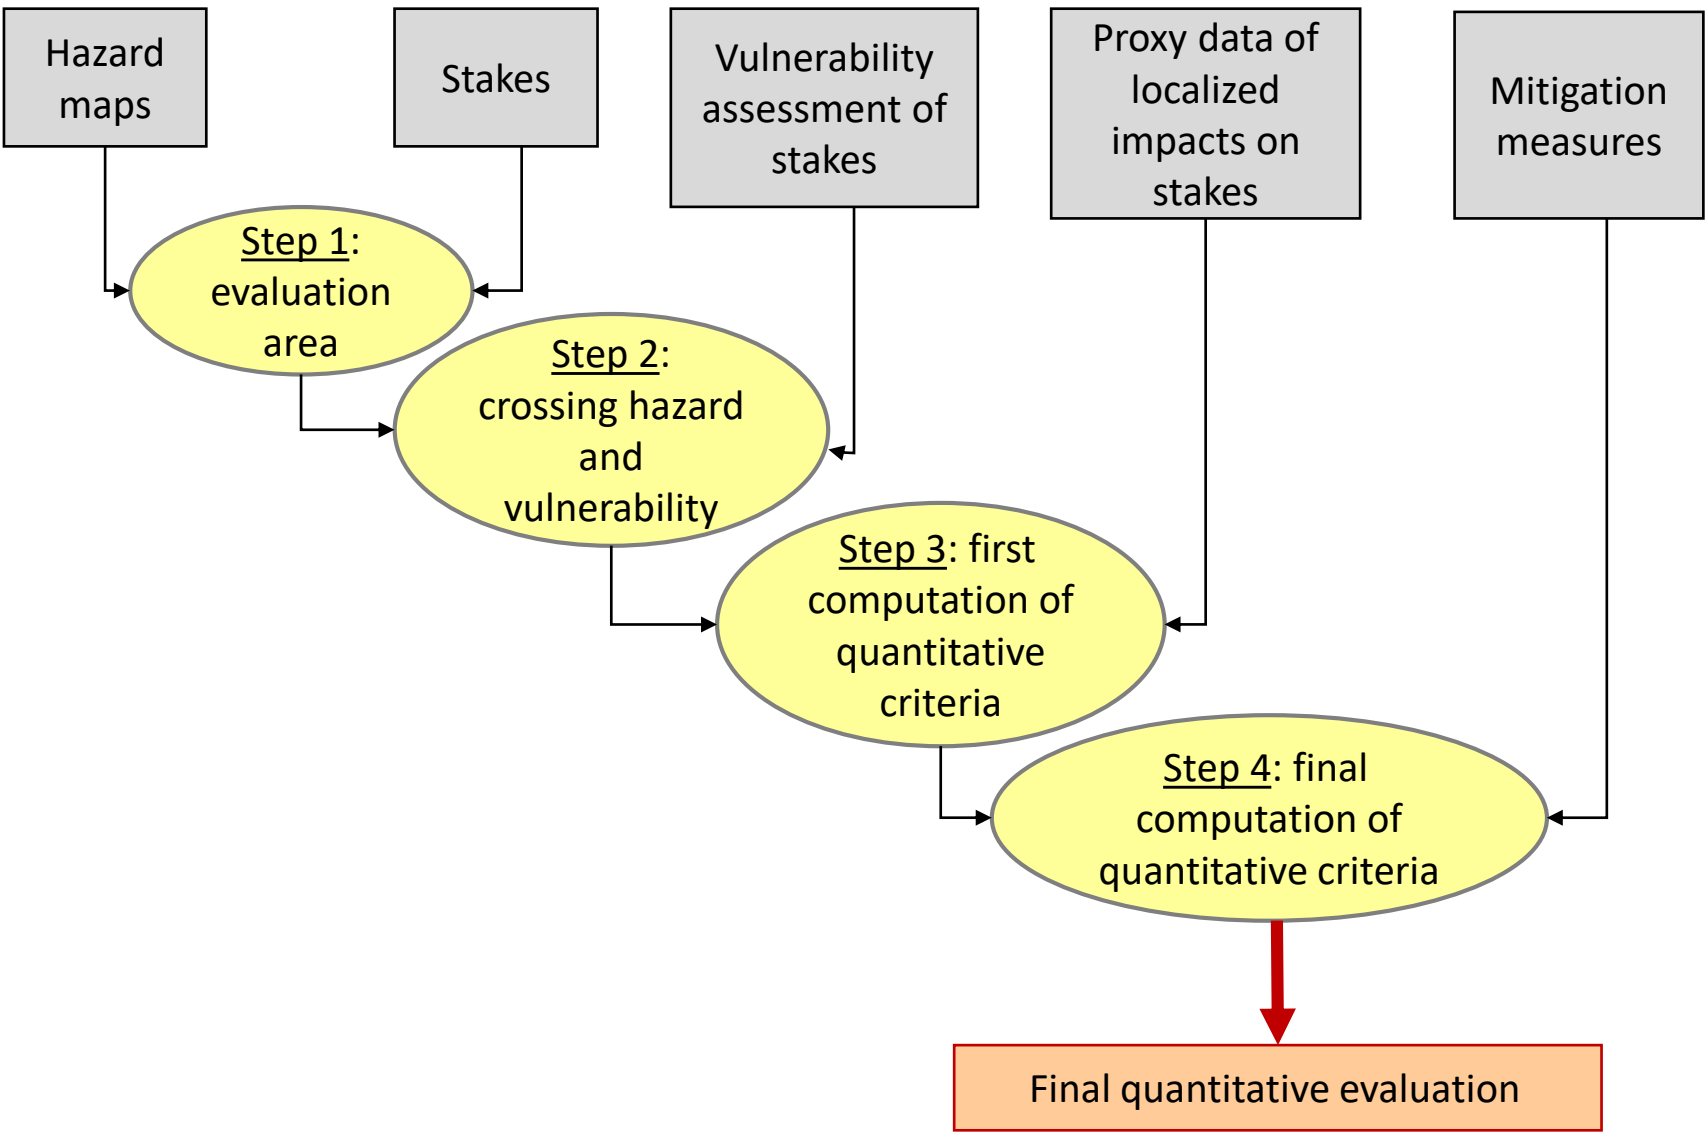 Hazard
maps
Stakes
Vulnerability
assessment of
stakes
Proxy data of
localized
impacts on
stakes
Mitigation
measures
Step 1:
evaluation
area
Step 2:
crossing hazard
and
vulnerability
Step 3: first
computation of
quantitative
criteria
Step 4: final
computation of
quantitative criteria
Final quantitative evaluation